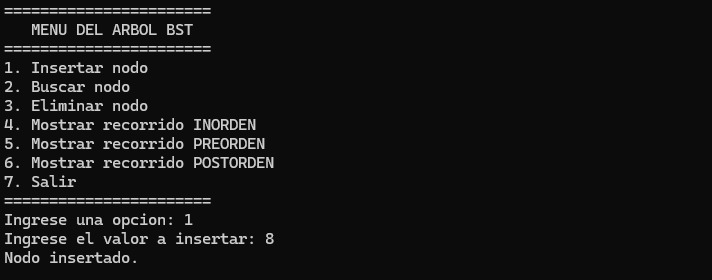 =======================
   MENU DEL ARBOL BST
=======================
1. Insertar nodo
2. Buscar nodo
3. Eliminar nodo
4. Mostrar recorrido INORDEN
5. Mostrar recorrido PREORDEN
6. Mostrar recorrido POSTORDEN
7. Salir
=======================
Ingrese una opcion: 1
Ingrese el valor a insertar: 8
Nodo insertado.